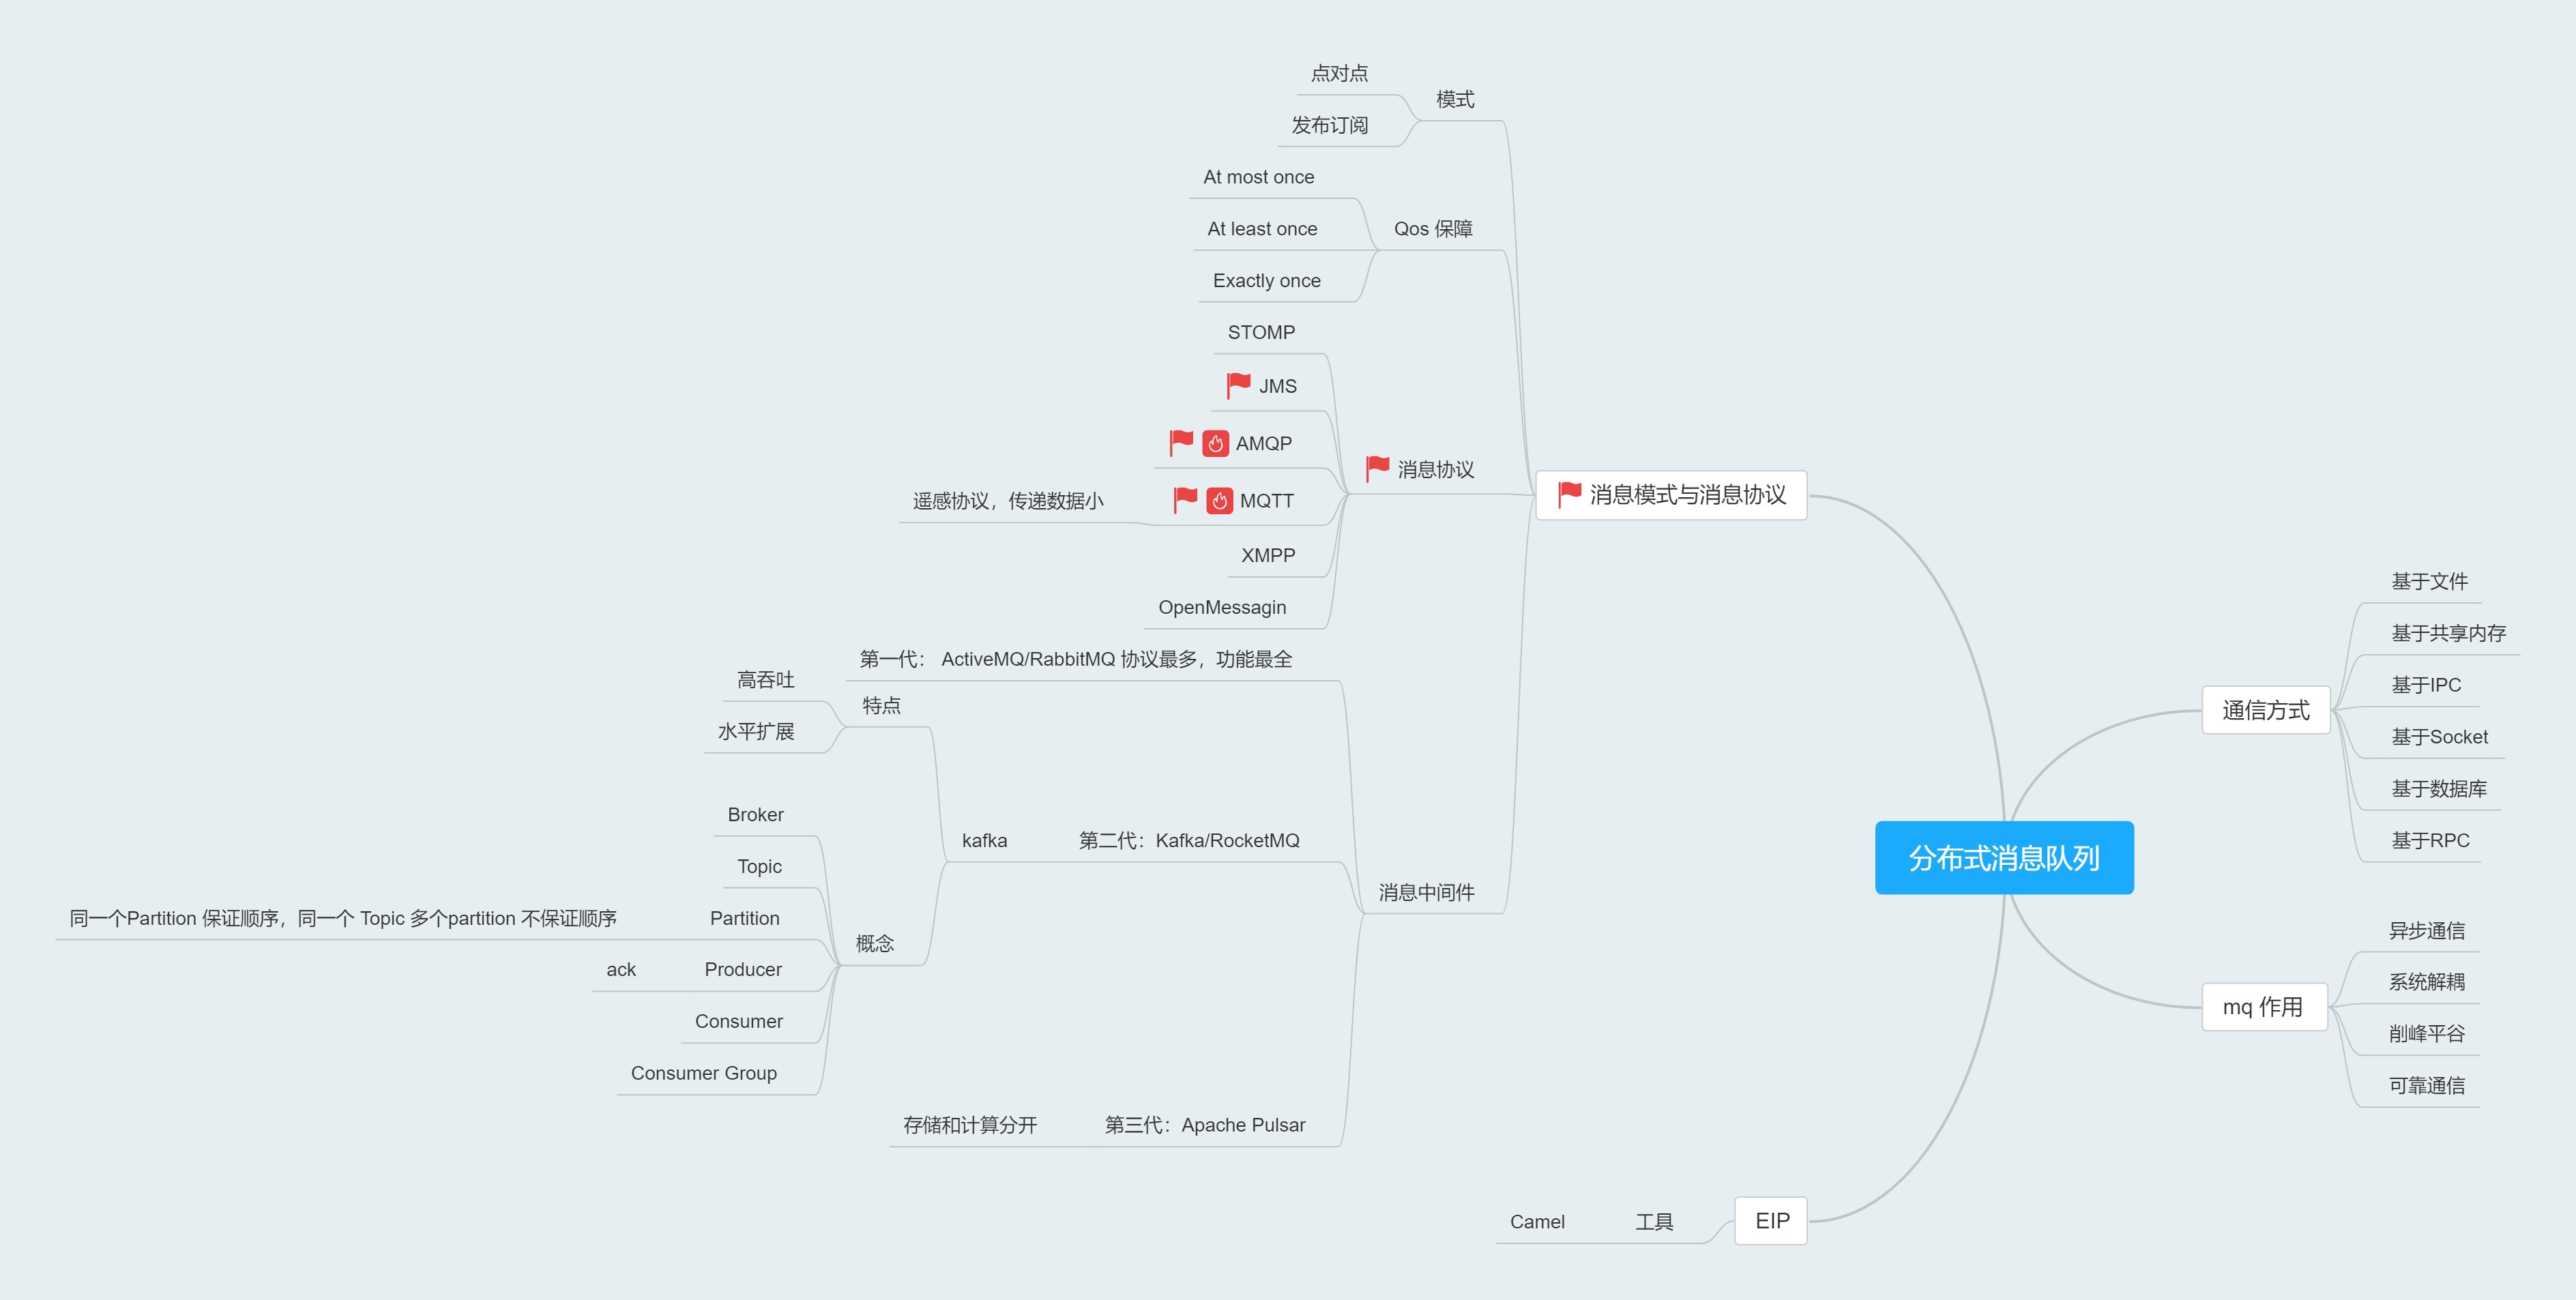 分布式消息队列
通信方式
基于文件
基于共享内存
基于IPC
基于Socket
基于数据库
基于RPC
mq 作用
异步通信
系统解耦
削峰平谷
可靠通信
消息模式与消息协议
模式
点对点
发布订阅
Qos 保障
At most once
At least once
Exactly once
消息协议
STOMP
JMS
AMQP
MQTT
遥感协议，传递数据小
XMPP
OpenMessagin
消息中间件
第一代： ActiveMQ/RabbitMQ 协议最多，功能最全
第二代：Kafka/RocketMQ
kafka
特点
高吞吐
水平扩展
概念
Broker
Topic
Partition
同一个Partition 保证顺序，同一个 Topic 多个partition 不保证顺序
Producer
ack
Consumer
Consumer Group
第三代：Apache Pulsar
存储和计算分开
EIP
工具
Camel